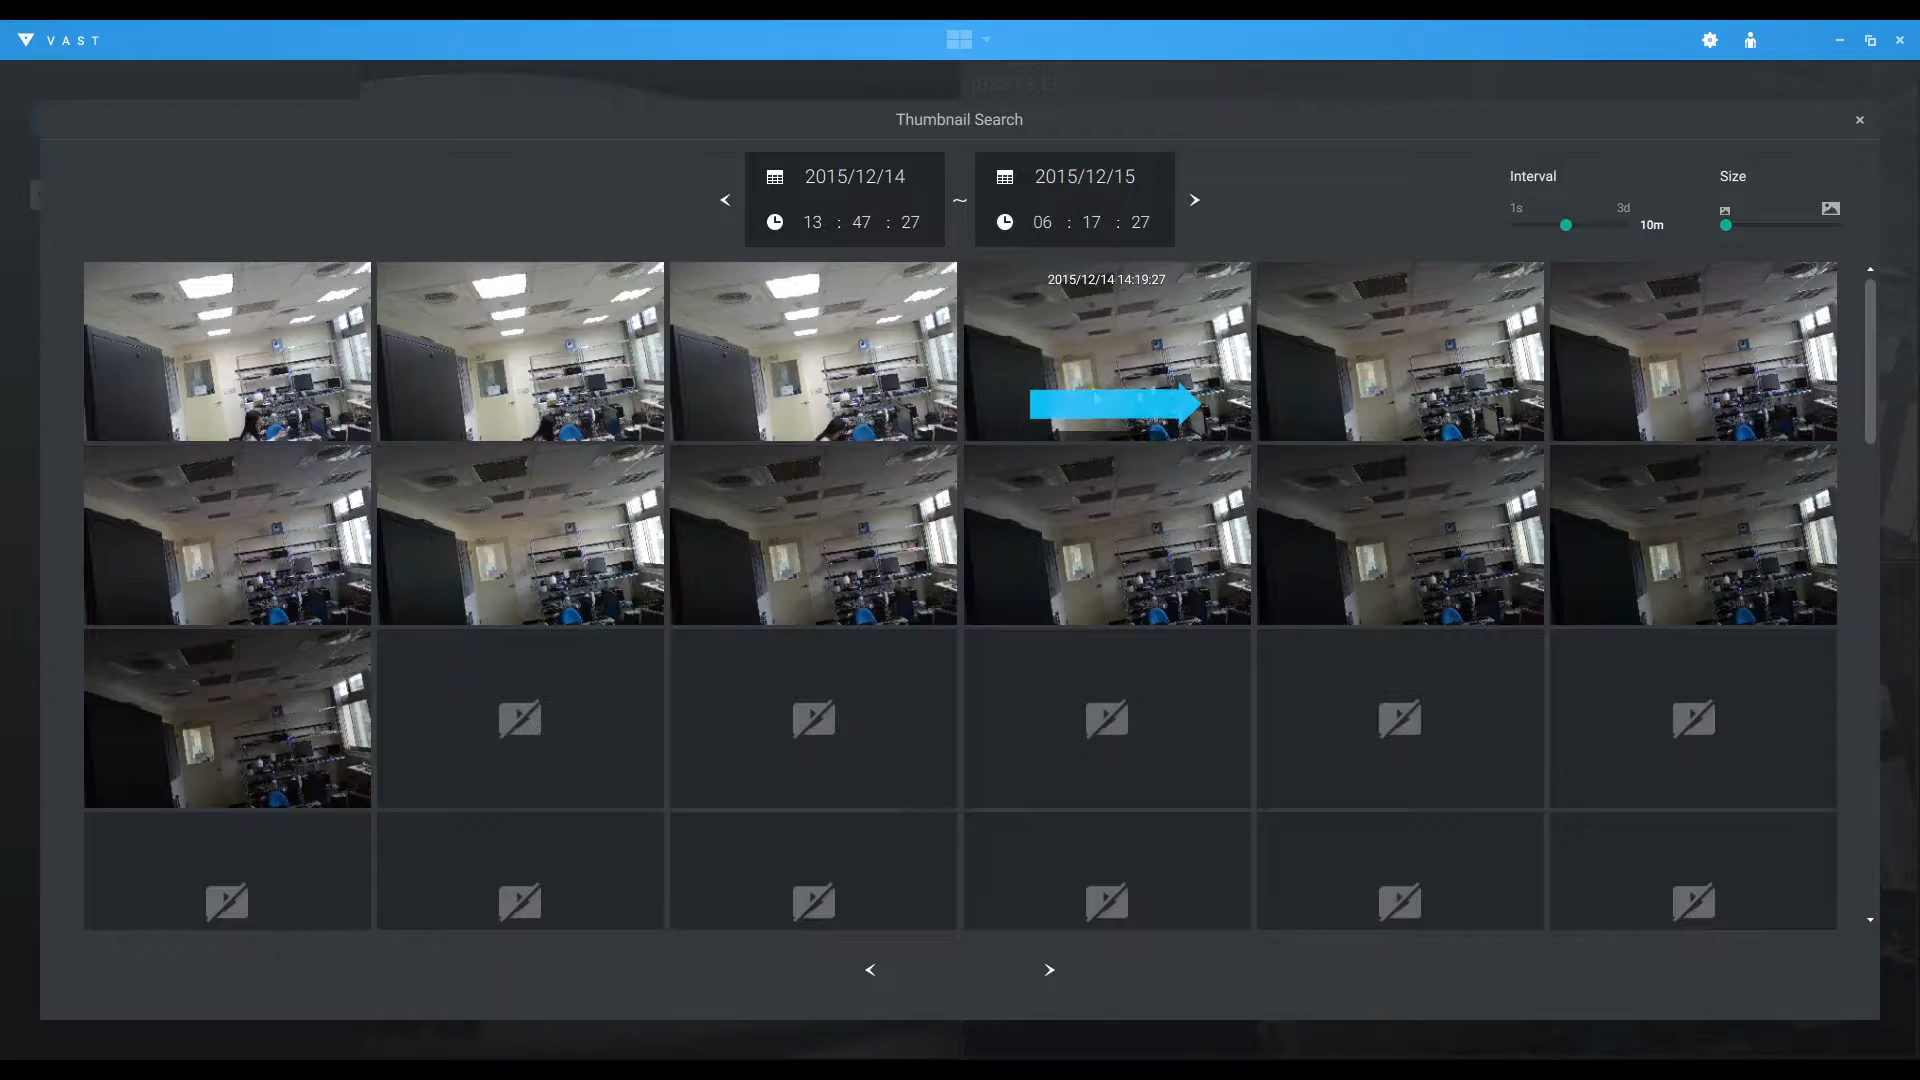 VAST
Thumbnail Search
2015/12/14
13 : 47 : 27
~
2015/12/15
06 : 17 : 27
Interval
1s
3d
10m
Size
2015/12/14 14:19:27